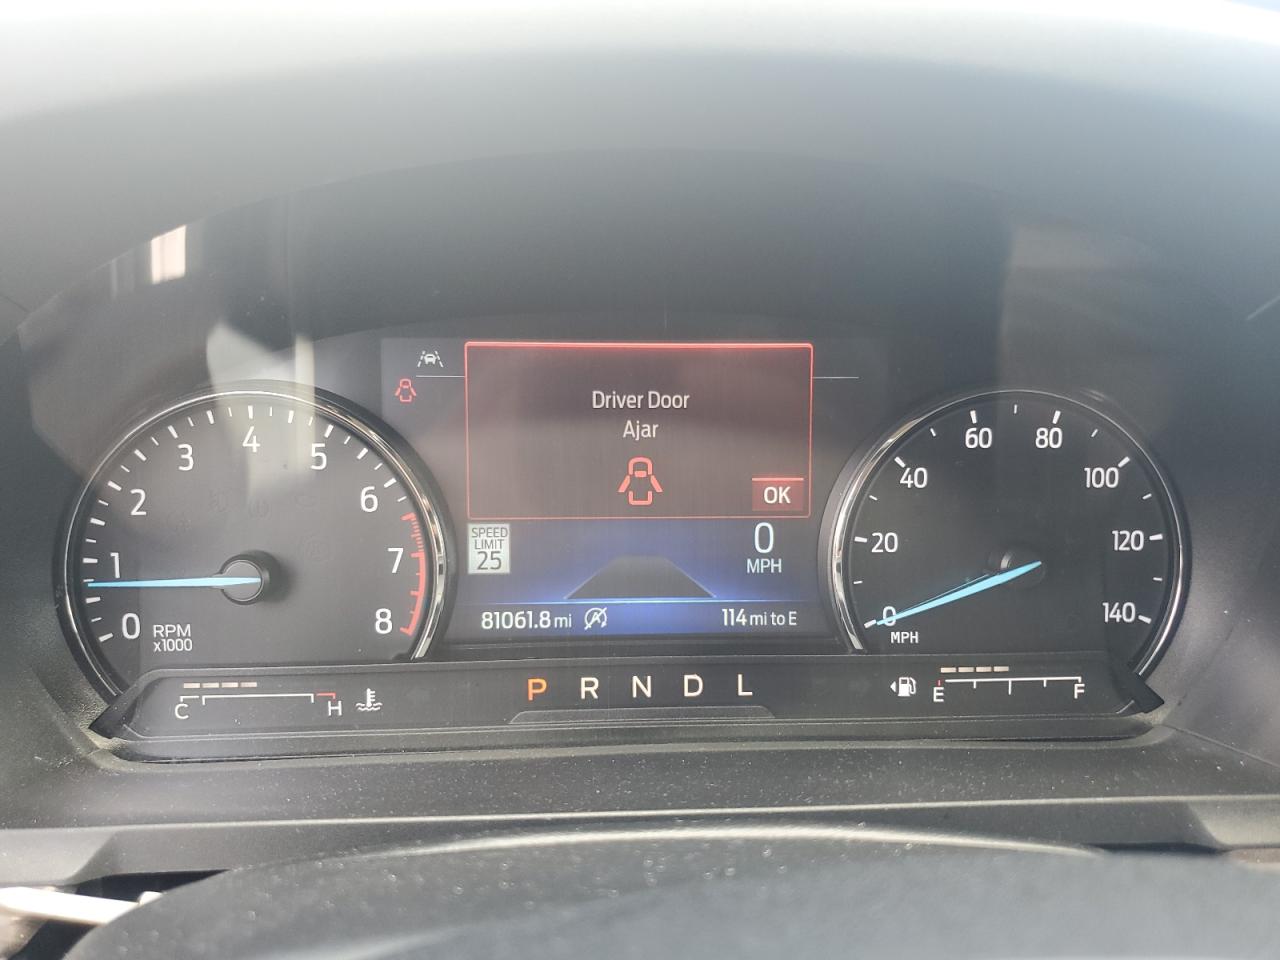 Driver Door
Ajar
OK
SPEED
LIMIT
25
0
MPH
81061.8 mi
114 mi to E
0
1
2
3
4
5
6
7
8
RPM
x1000
0
20
40
60
80
100
120
140
MPH
C
H
P R N D L
E
F